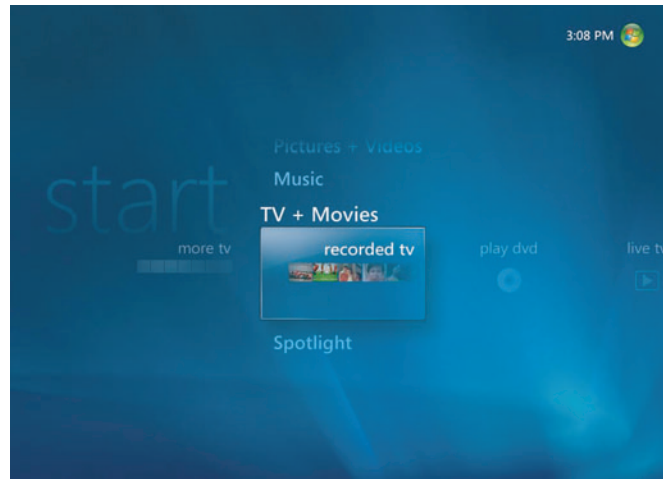 3:08 PM
Pictures + Videos
start
Music
TV + Movies
more tv
recorded tv
play dvd
live tv
Spotlight